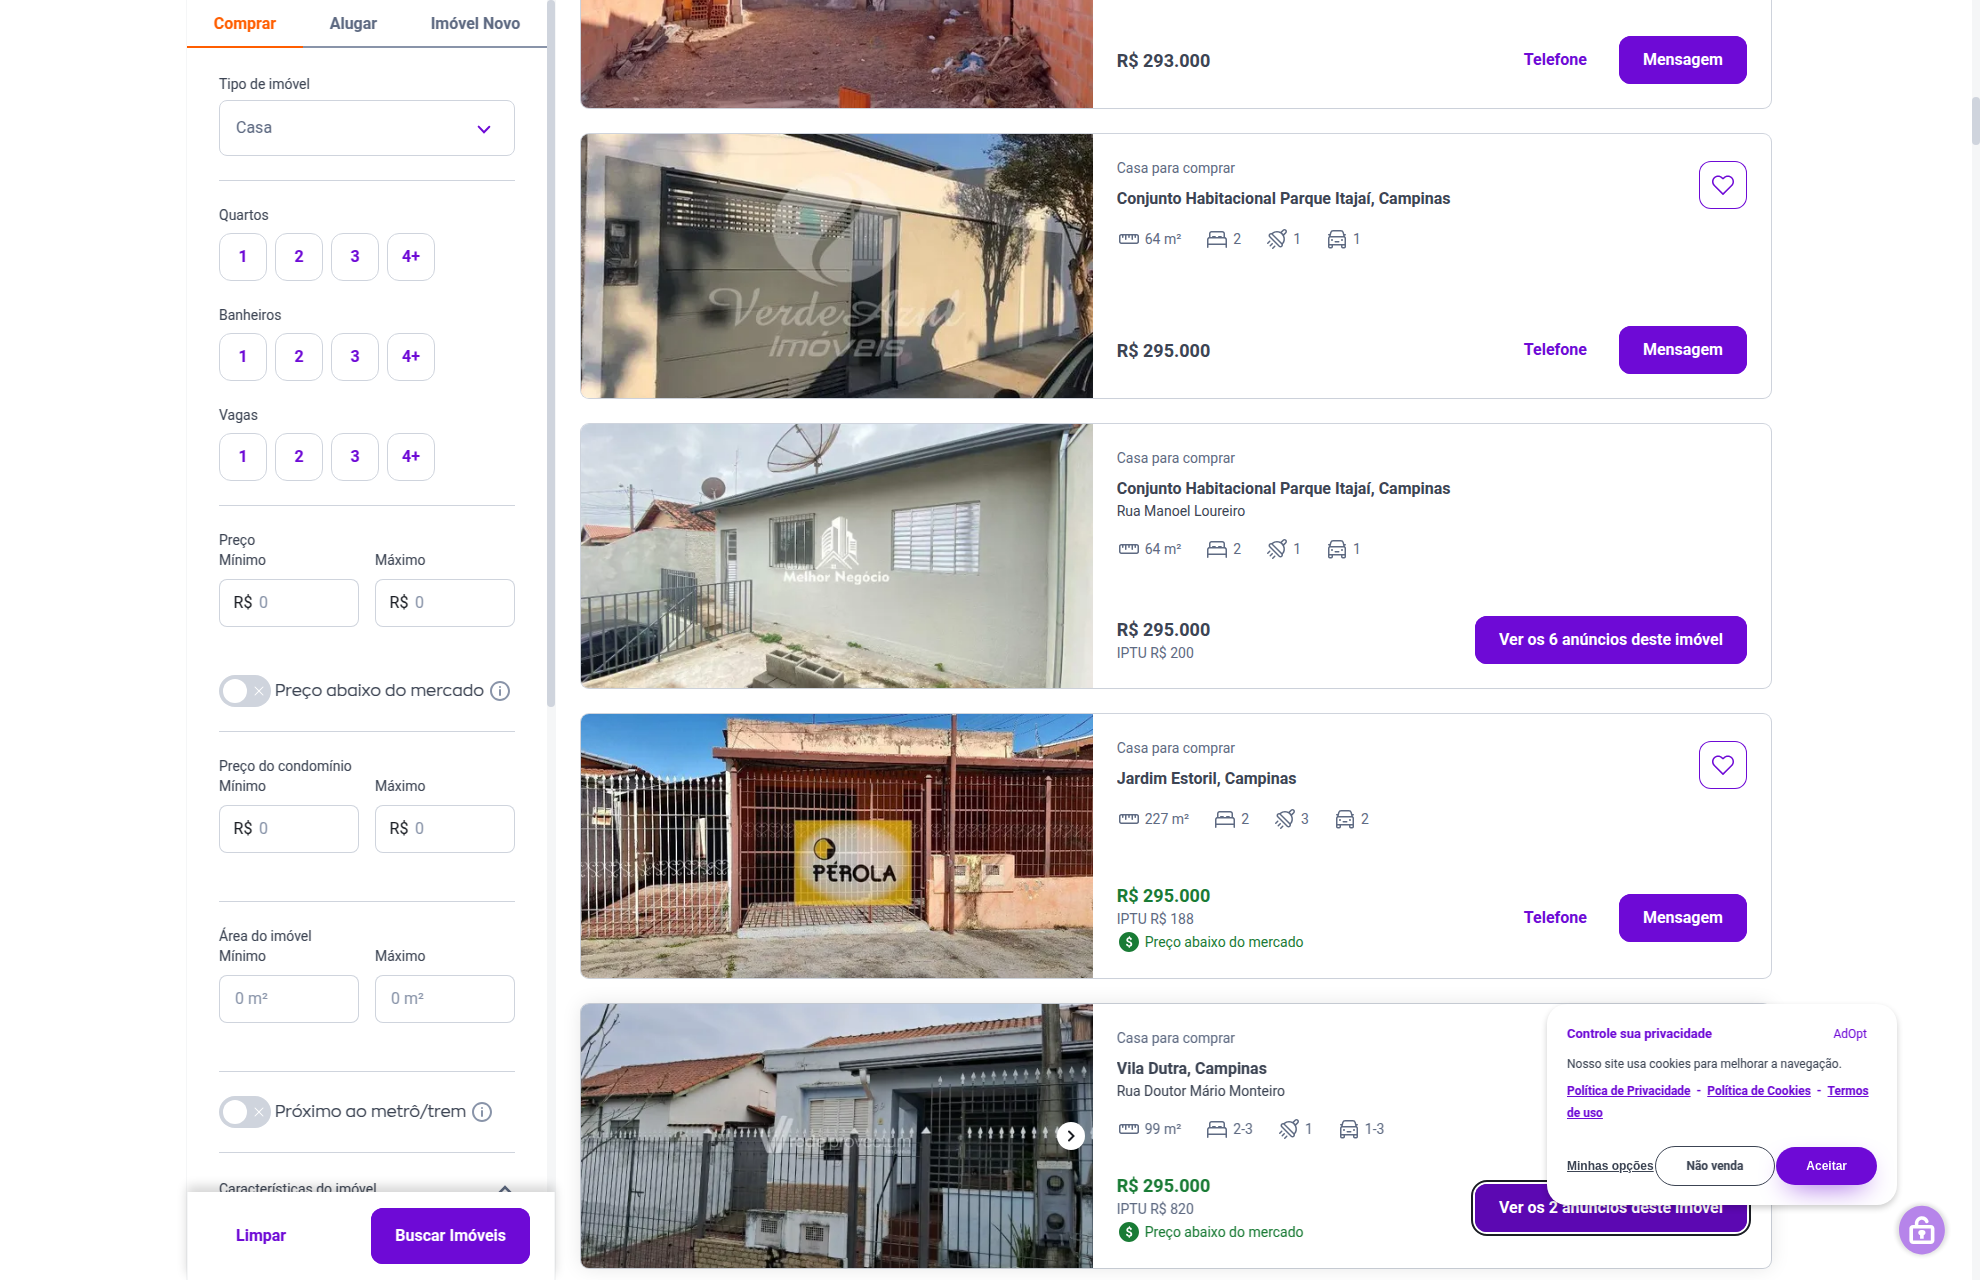 Comprar
Alugar
Imóvel Novo
Tipo de imóvel
Casa
Quartos
1
2
3
4+
Banheiros
1
2
3
4+
Vagas
1
2
3
4+
Preço
Mínimo
Máximo
R$ 0
R$ 0
Preço abaixo do mercado
Preço do condomínio
Mínimo
Máximo
R$ 0
R$ 0
Área do imóvel
Mínimo
Máximo
0 m²
0 m²
Próximo ao metrô/trem
Características do imóvel
Limpar
Buscar Imóveis
R$ 293.000
Telefone
Mensagem
VerdeAzul
Imóveis
Casa para comprar
Conjunto Habitacional Parque Itajaí, Campinas
64 m²
2
1
1
R$ 295.000
Telefone
Mensagem
Melhor Negócio
Casa para comprar
Conjunto Habitacional Parque Itajaí, Campinas
Rua Manoel Loureiro
64 m²
2
1
1
R$ 295.000
IPTU R$ 200
Ver os 6 anúncios deste imóvel
PÉROLA
Casa para comprar
Jardim Estoril, Campinas
227 m²
2
3
2
R$ 295.000
IPTU R$ 188
Preço abaixo do mercado
Telefone
Mensagem
Casa para comprar
Vila Dutra, Campinas
Rua Doutor Mário Monteiro
99 m²
2-3
1
1-3
R$ 295.000
IPTU R$ 820
Preço abaixo do mercado
Ver os 2 anúncios deste imóvel
Controle sua privacidade
AdOpt
Nosso site usa cookies para melhorar a navegação.
Política de Privacidade - Política de Cookies - Termos
de uso
Minhas opções
Não venda
Aceitar